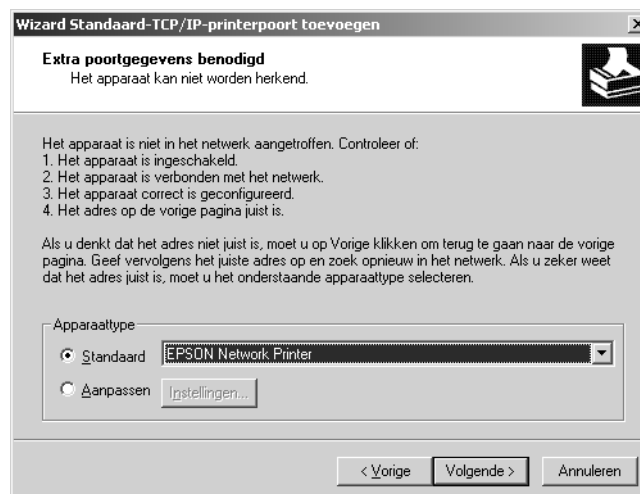 Wizard Standaard-TCP/IP-printerpoort toevoegen
Extra poortgegevens benodigd
Het apparaat kan niet worden herkend.
Het apparaat is niet in het netwerk aangetroffen. Controleer of:
1. Het apparaat is ingeschakeld.
2. Het apparaat is verbonden met het netwerk.
3. Het apparaat correct is geconfigureerd.
4. Het adres op de vorige pagina juist is.
Als u denkt dat het adres niet juist is, moet u op Vorige klikken om terug te gaan naar de vorige
pagina. Geef vervolgens het juiste adres op en zoek opnieuw in het netwerk. Als u zeker weet
dat het adres juist is, moet u het onderstaande apparaattype selecteren.
Apparaattype
Standaard EPSON Network Printer
Aanpassen Instellingen...
< Vorige Volgende > Annuleren